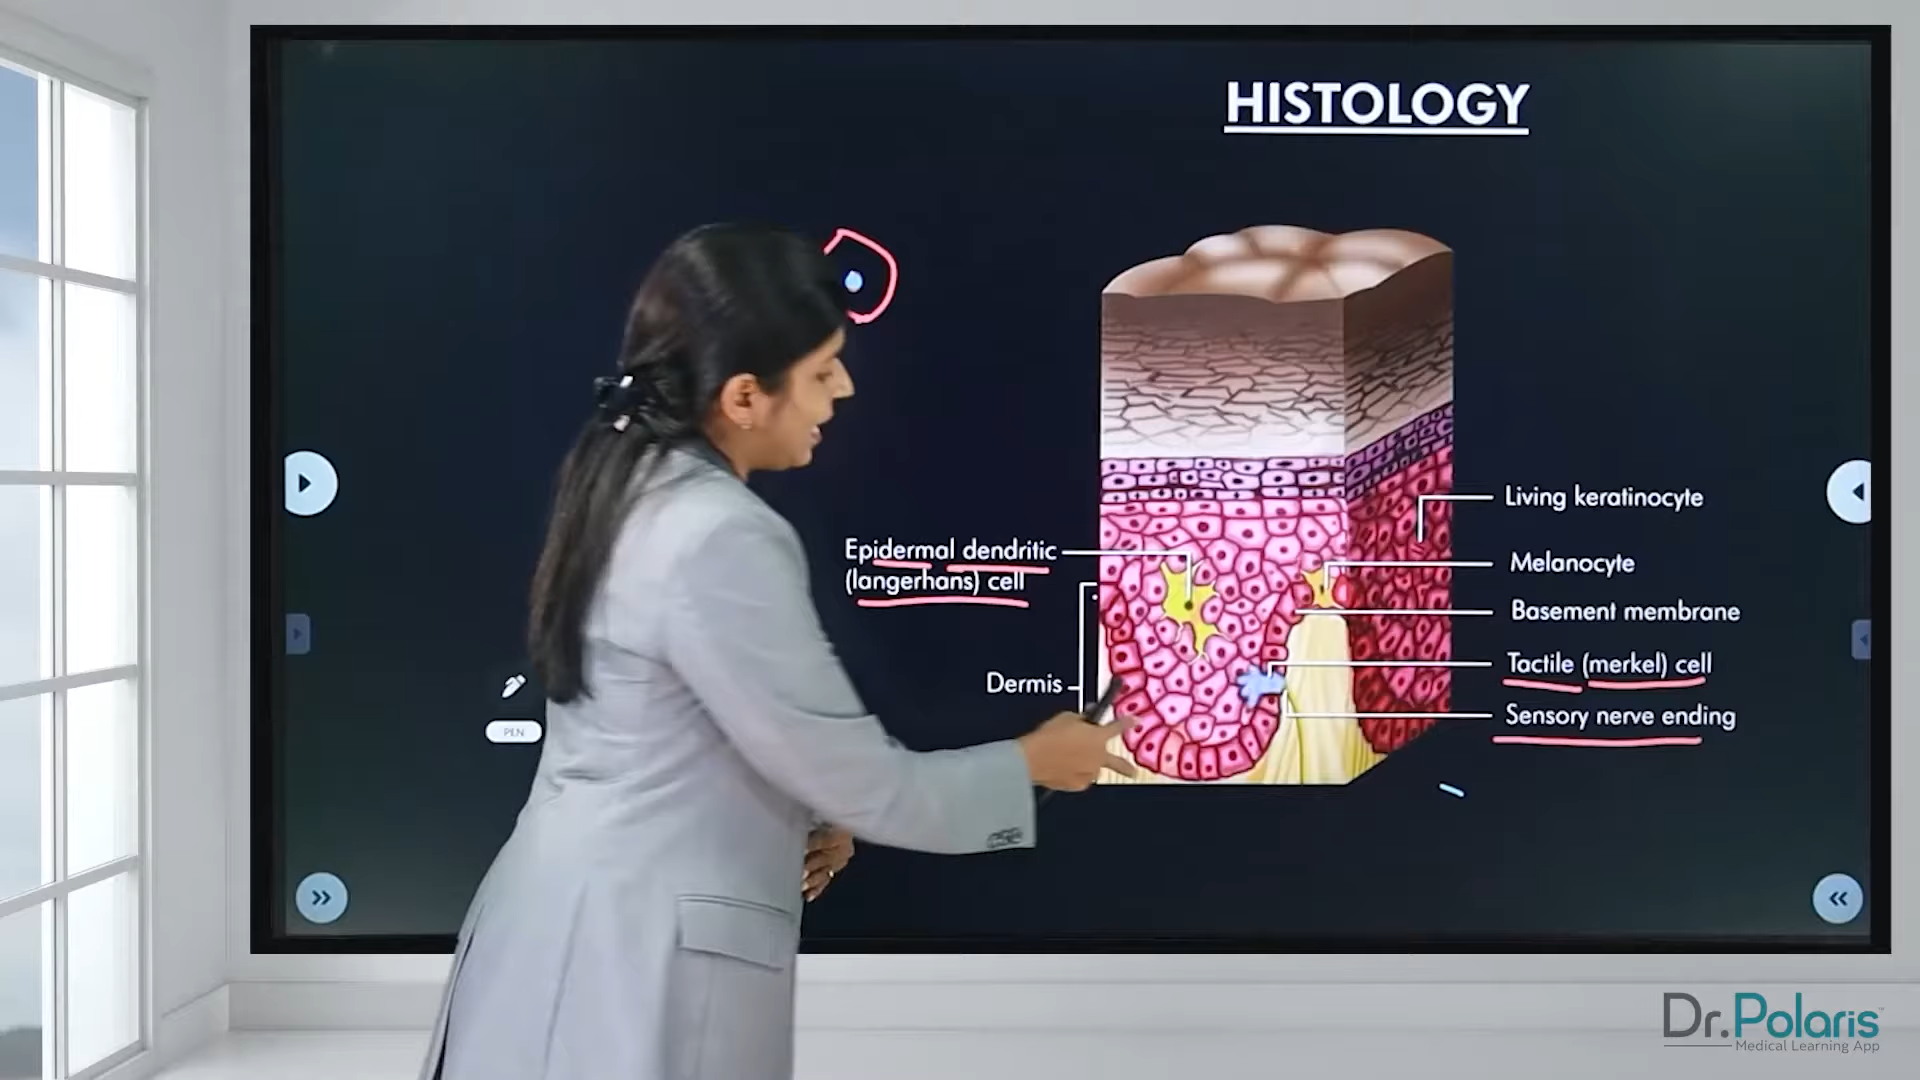 HISTOLOGY
Epidermal dendritic
(langerhans) cell
Dermis
Living keratinocyte
Melanocyte
Basement membrane
Tactile (merkel) cell
Sensory nerve ending
PEN
Dr.Polaris
Medical Learning App